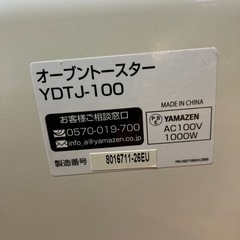 オーブントースター
YDTJ-100
MADE IN CHINA
お客様ご相談窓口
0570-019-700
info_a@yamazen.co.jp
PS
E
YAMAZEN
AC100V
1000W
製造番号
8016711-26EU